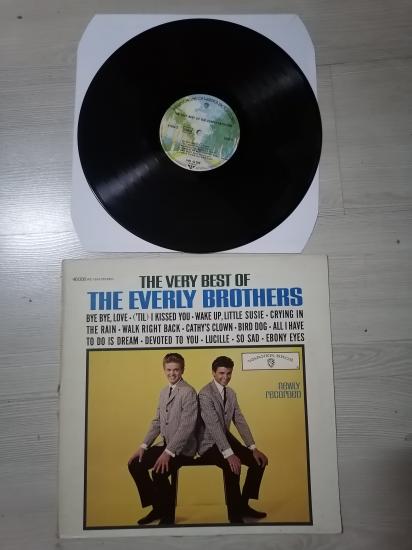 THE VERY BEST OF
THE EVERLY BROTHERS
BYE BYE, LOVE • ('TIL) I KISSED YOU • WAKE UP, LITTLE SUSIE • CRYING IN
THE RAIN • WALK RIGHT BACK • CATHY'S CLOWN • BIRD DOG • ALL I HAVE
TO DO IS DREAM • DEVOTED TO YOU • LUCILLE • SO SAD • EBONY EYES
WARNER BROS.
NEWLY
RECORDED